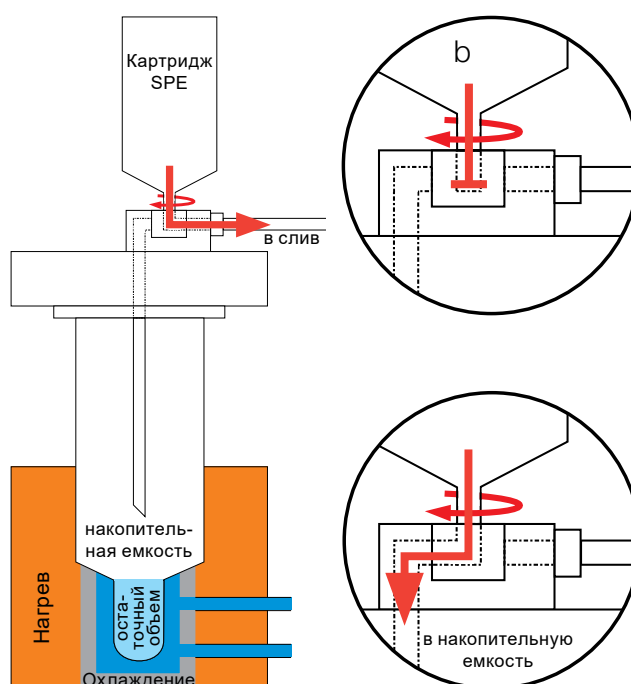 Картридж
SPE
в слив
b
накопитель-
ная емкость
Нагрев
оста-
точный
объем
Охлаждение
в накопительную
емкость